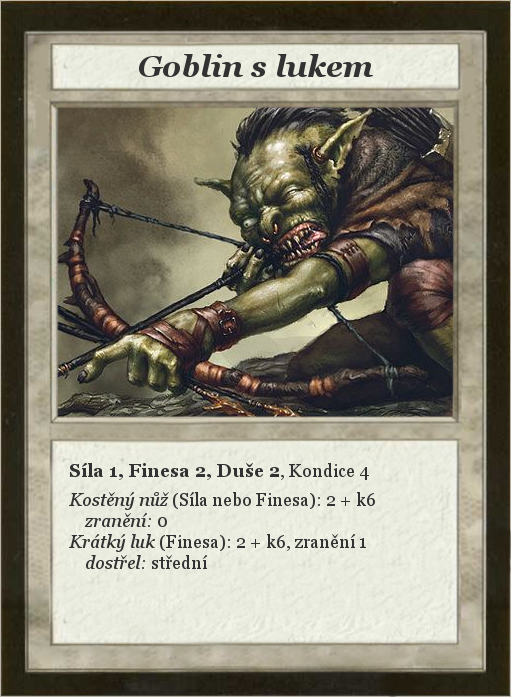 Goblin s lukem
Síla 1, Finesa 2, Duše 2, Kondice 4
Kostěný nůž (Síla nebo Finesa): 2 + k6
zranění: 0
Krátký luk (Finesa): 2 + k6, zranění 1
dostřel: střední